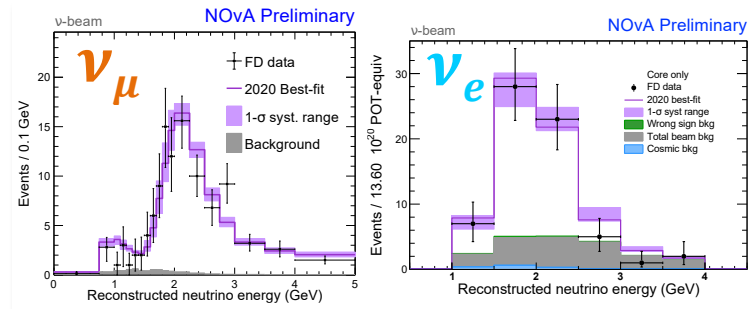 ν-beam NOvA Preliminary
ν_μ
FD data
2020 Best-fit
1-σ syst. range
Background
Events / 0.1 GeV
20
15
10
5
0
0 1 2 3 4 5
Reconstructed neutrino energy (GeV)
ν-beam NOvA Preliminary
ν_e
Core only
FD data
2020 best-fit
1-σ syst. range
Wrong sign bkg
Total beam bkg
Cosmic bkg
Events / 13.60 10^20 POT-equiv
30
20
10
0
1 2 3 4
Reconstructed neutrino energy (GeV)